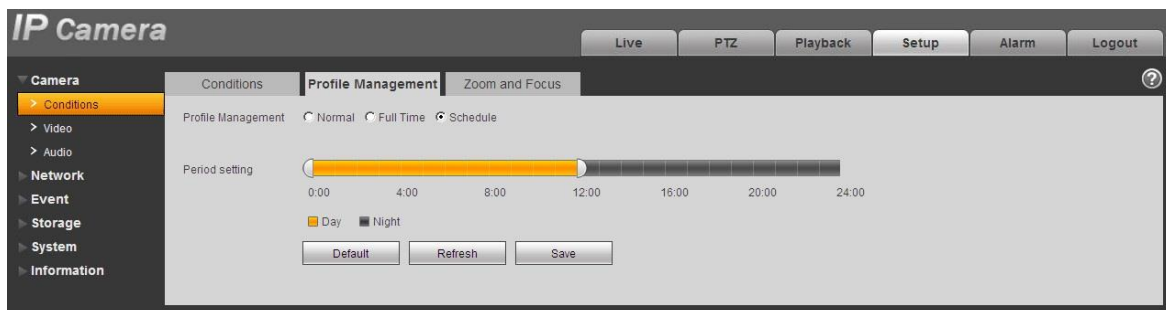 IP Camera
Live PTZ Playback Setup Alarm Logout
Camera
Conditions
Video
Audio
Network
Event
Storage
System
Information
Conditions Profile Management Zoom and Focus
?
Profile Management Normal Full Time Schedule
Period setting
0:00 4:00 8:00 12:00 16:00 20:00 24:00
Day Night
Default Refresh Save